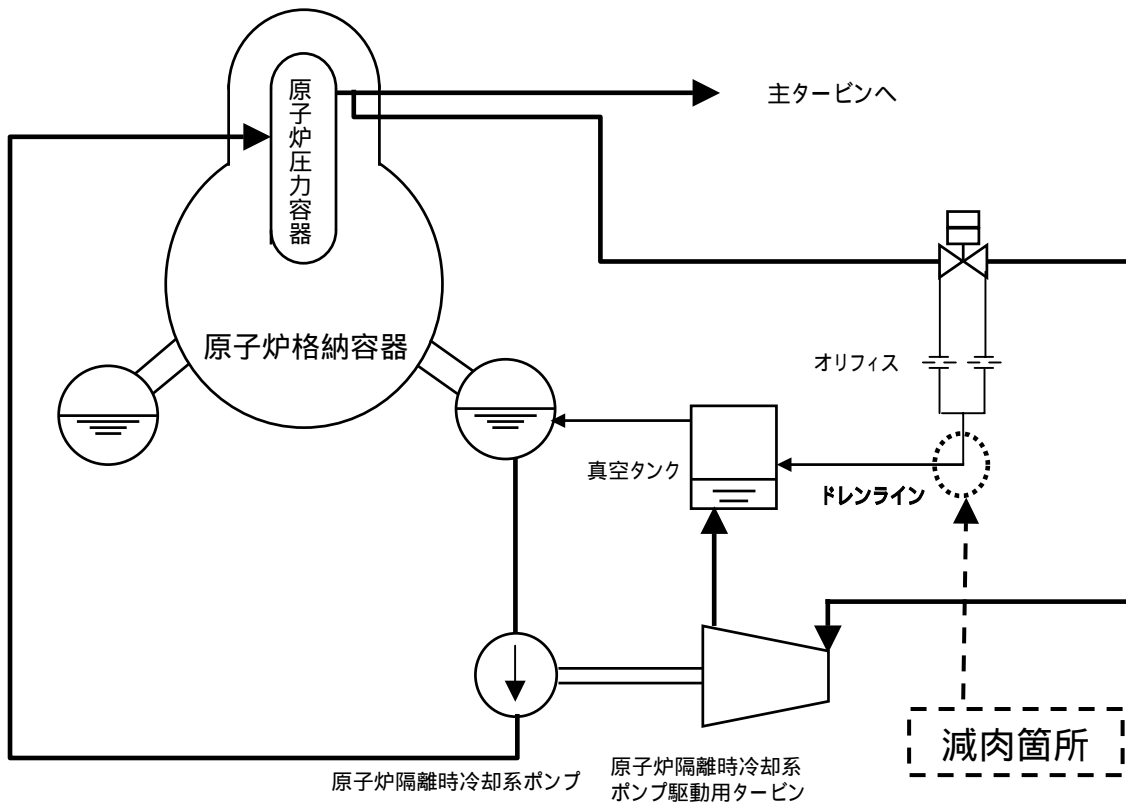 原子炉圧力容器
主タービンへ
原子炉格納容器
オリフィス
真空タンク
ドレンライン
減肉箇所
原子炉隔離時冷却系ポンプ
原子炉隔離時冷却系
ポンプ駆動用タービン